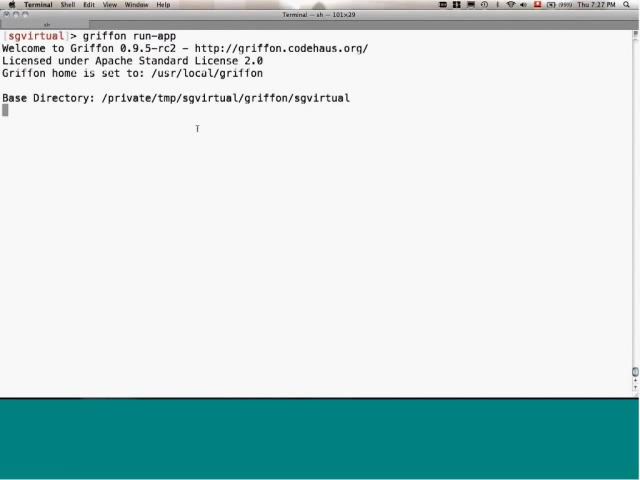 Terminal Shell Edit View Window Help
(99%) Thu 7:27 PM
Terminal — sh — 101×29
sh
[sgvirtual]> griffon run-app
Welcome to Griffon 0.9.5-rc2 - http://griffon.codehaus.org/
Licensed under Apache Standard License 2.0
Griffon home is set to: /usr/local/griffon
Base Directory: /private/tmp/sgvirtual/griffon/sgvirtual